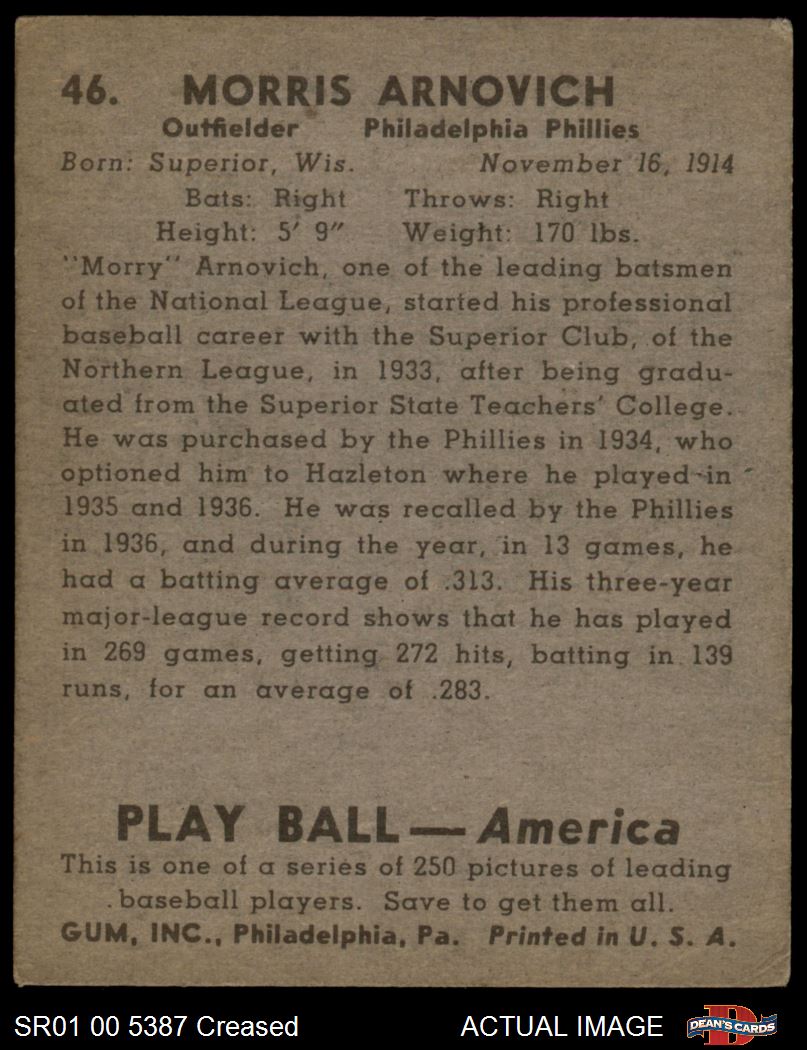 46. MORRIS ARNOVICH
Outfielder Philadelphia Phillies
Born: Superior, Wis. November 16, 1914
Bats: Right Throws: Right
Height: 5' 9" Weight: 170 lbs.
"Morry" Arnovich, one of the leading batsmen
of the National League, started his professional
baseball career with the Superior Club, of the
Northern League, in 1933, after being gradu-
ated from the Superior State Teachers' College.
He was purchased by the Phillies in 1934, who
optioned him to Hazleton where he played in
1935 and 1936. He was recalled by the Phillies
in 1936, and during the year, in 13 games, he
had a batting average of .313. His three-year
major-league record shows that he has played
in 269 games, getting 272 hits, batting in 139
runs, for an average of .283.
PLAY BALL — America
This is one of a series of 250 pictures of leading
baseball players. Save to get them all.
GUM, INC., Philadelphia, Pa. Printed in U. S. A.
SR01 00 5387 Creased ACTUAL IMAGE DEAN'S CARDS